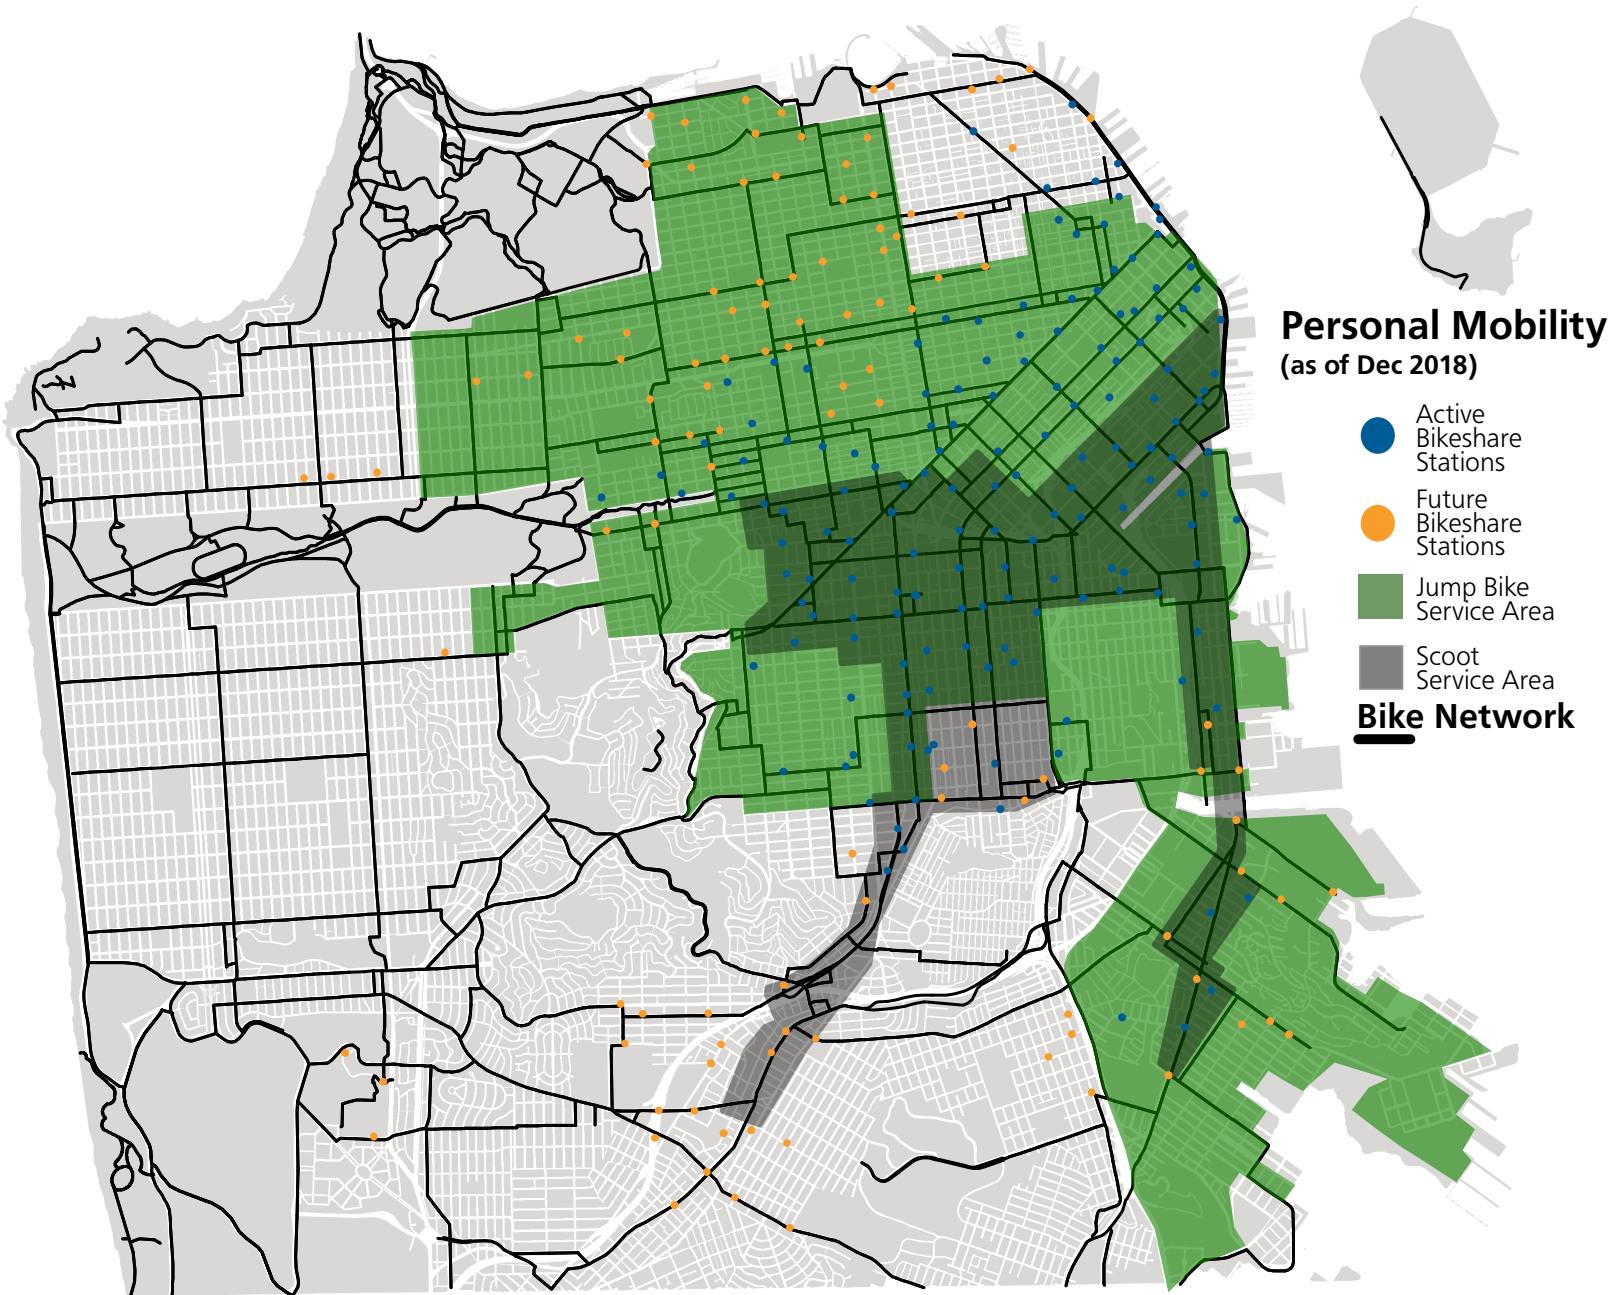 Personal Mobility
(as of Dec 2018)
Active
Bikeshare
Stations
Future
Bikeshare
Stations
Jump Bike
Service Area
Scoot
Service Area
Bike Network